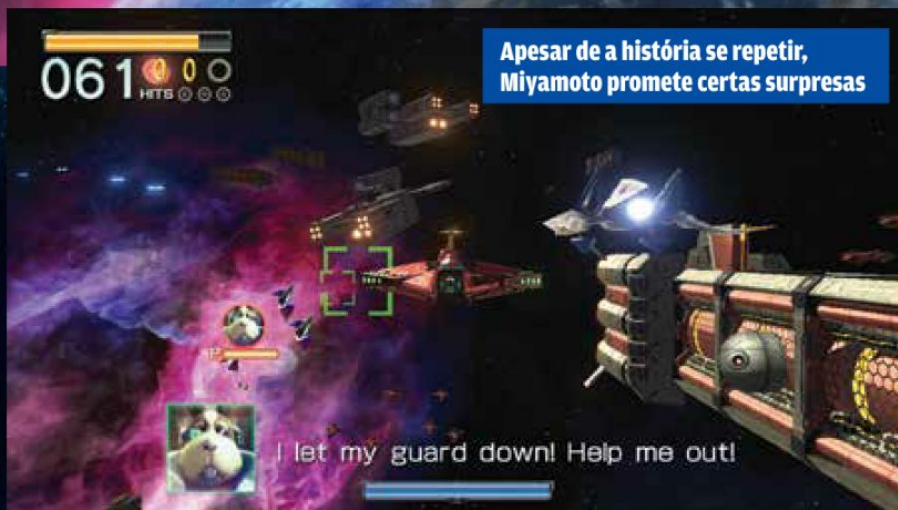 Apesar de a história se repetir,
Miyamoto promete certas surpresas
061
HITS
I let my guard down! Help me out!